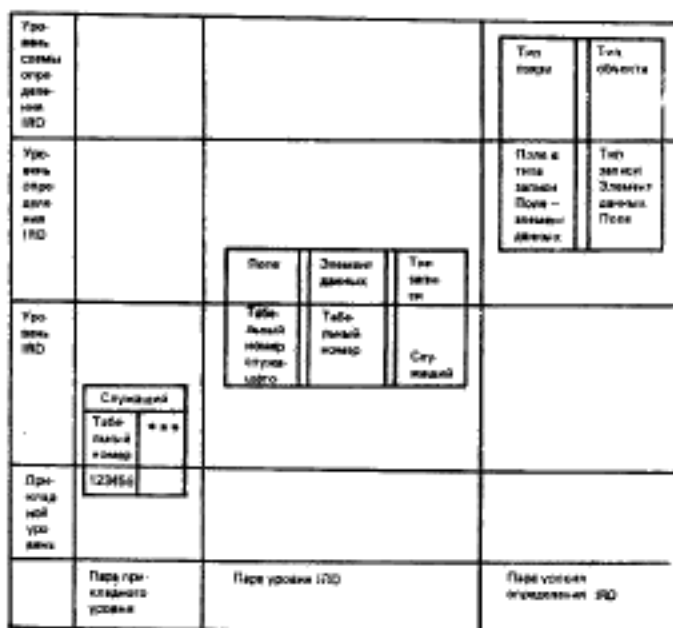 Уро-
вень
схемы
опре-
деле-
ния
IRD
Тип
Тип
объекта
Уро-
вень
опре
деле
ния
IRD
Поле в
типе
записи
Поле —
элемент
данных
Тип
записи
Элемент
данных
Поле
Поле
Элемент
данных
Тип
запи-
си
Уро-
вень
IRD
Табе-
льный
номер
служа-
щего
Табе-
льный
номер
Слу-
жащий
Служащий
Табе-
льный
номер
* * *
123456
При-
клад
ной
уро
вень
Пара при-
кладного
уровня
Пара уровня IRD
Пара уровня
определения IRD